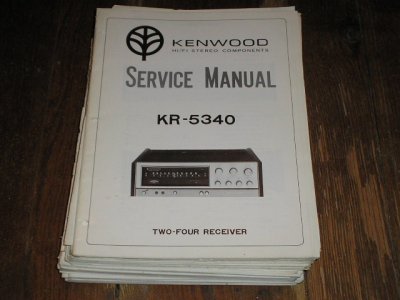 KENWOOD
HI/FI STEREO COMPONENTS
SERVICE MANUAL
KR-5340
TWO-FOUR RECEIVER